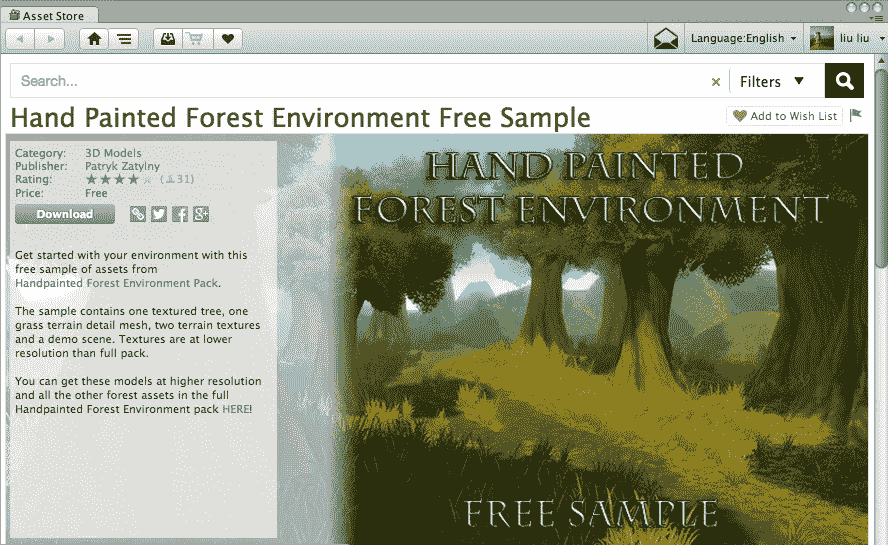 Asset Store
Language:English
liu liu
Search...
×
Filters
Hand Painted Forest Environment Free Sample
Add to Wish List
Category: 3D Models
Publisher: Patryk Zatylny
Rating: ★★★★★ (31)
Price: Free
Download
Get started with your environment with this
free sample of assets from
Handpainted Forest Environment Pack.
The sample contains one textured tree, one
grass terrain detail mesh, two terrain textures
and a demo scene. Textures are at lower
resolution than full pack.
You can get these models at higher resolution
and all the other forest assets in the full
Handpainted Forest Environment pack HERE!
HAND PAINTED
FOREST ENVIRONMENT
FREE SAMPLE